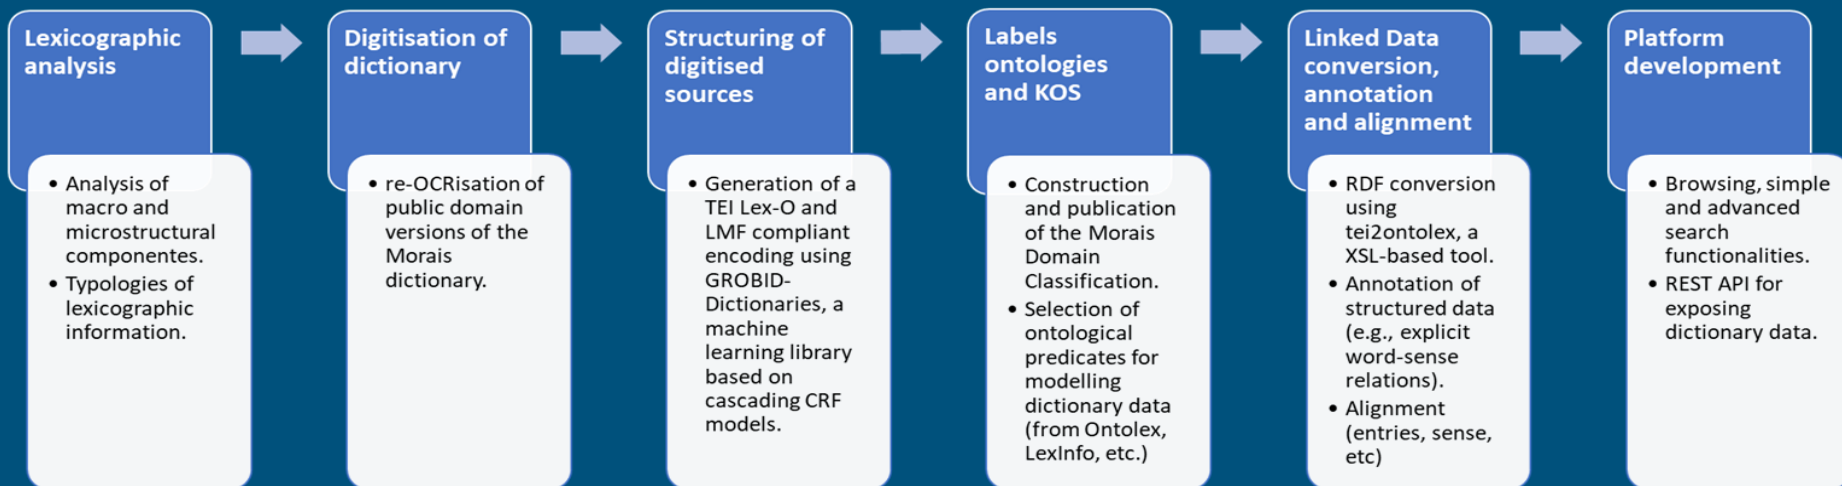 Lexicographic
analysis
• Analysis of
macro and
microstructural
componentes.
• Typologies of
lexicographic
information.
Digitisation of
dictionary
• re-OCRisation of
public domain
versions of the
Morais
dictionary.
Structuring of
digitised
sources
• Generation of a
TEI Lex-O and
LMF compliant
encoding using
GROBID-
Dictionaries, a
machine
learning library
based on
cascading CRF
models.
Labels
ontologies
and KOS
• Construction
and publication
of the Morais
Domain
Classification.
• Selection of
ontological
predicates for
modelling
dictionary data
(from Ontolex,
LexInfo, etc.)
Linked Data
conversion,
annotation
and alignment
• RDF conversion
using
tei2ontolex, a
XSL-based tool.
• Annotation of
structured data
(e.g., explicit
word-sense
relations).
• Alignment
(entries, sense,
etc)
Platform
development
• Browsing, simple
and advanced
search
functionalities.
• REST API for
exposing
dictionary data.